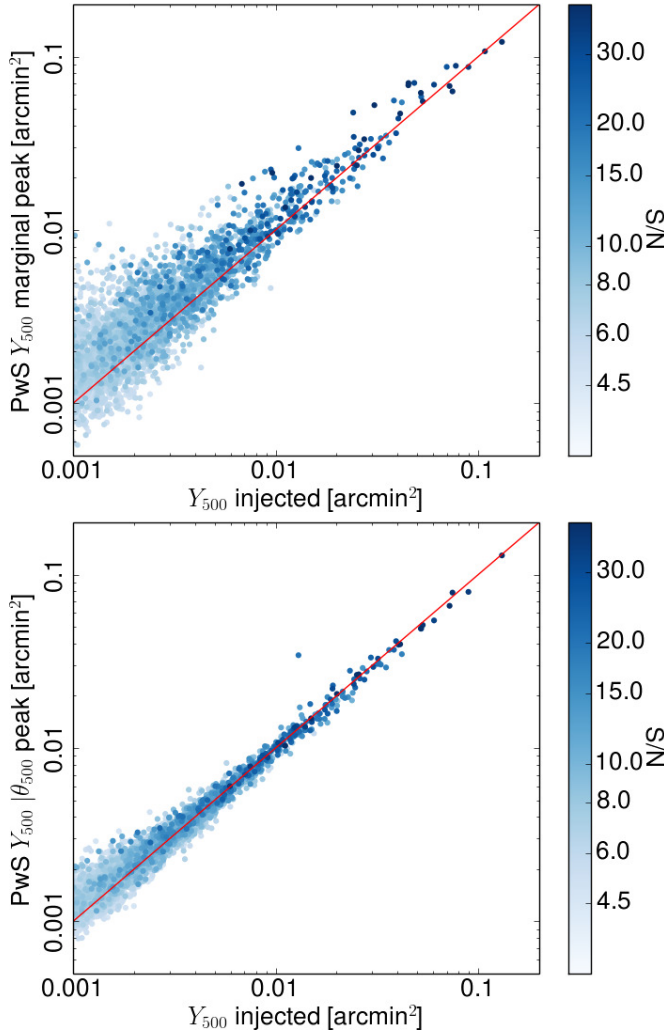 PwS Y500 marginal peak [arcmin²]
0.1
0.01
0.001
0.001 0.01 0.1
Y500 injected [arcmin²]
30.0
20.0
15.0
10.0
8.0
6.0
4.5
S/N
PwS Y500 |θ500 peak [arcmin²]
0.1
0.01
0.001
0.001 0.01 0.1
Y500 injected [arcmin²]
30.0
20.0
15.0
10.0
8.0
6.0
4.5
S/N